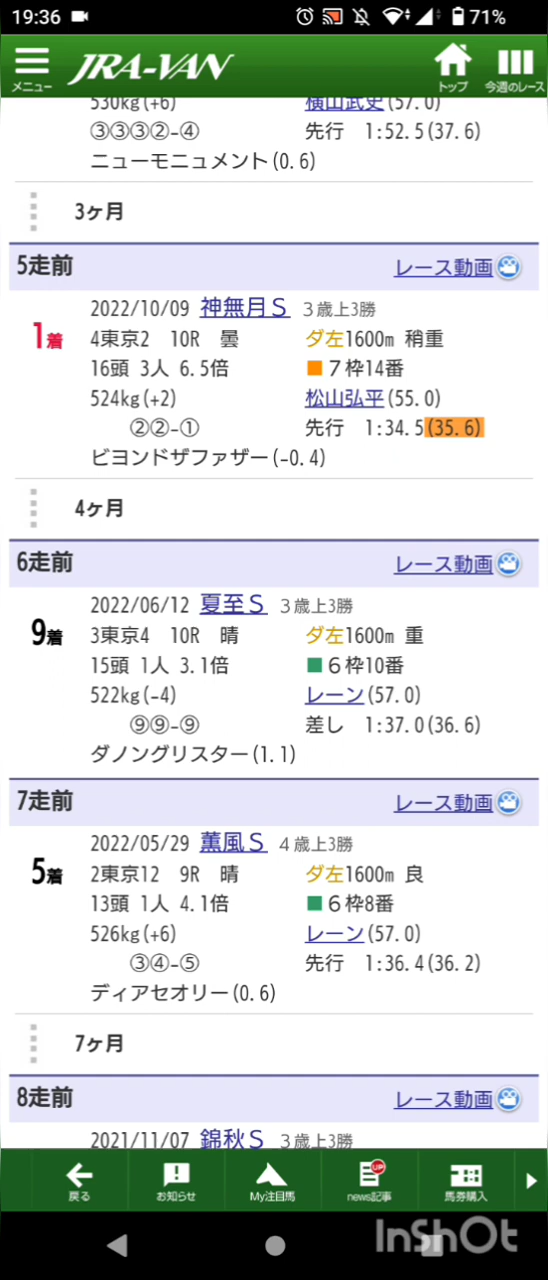 19:36 71%
メニュー JRA-VAN トップ 今週のレース
530kg(+6) 横山武史(57.0)
③③③②-④ 先行 1:52.5(37.6)
ニューモニュメント(0.6)
3ヶ月
5走前 レース動画
2022/10/09 神無月Ｓ ３歳上3勝
1着 4東京2 10R 曇 ダ左1600m 稍重
16頭 3人 6.5倍 ７枠14番
524kg(+2) 松山弘平(55.0)
②②-① 先行 1:34.5(35.6)
ビヨンドザファザー(-0.4)
4ヶ月
6走前 レース動画
2022/06/12 夏至Ｓ ３歳上3勝
9着 3東京4 10R 晴 ダ左1600m 重
15頭 1人 3.1倍 ６枠10番
522kg(-4) レーン(57.0)
⑨⑨-⑨ 差し 1:37.0(36.6)
ダノングリスター(1.1)
7走前 レース動画
2022/05/29 薫風Ｓ ４歳上3勝
5着 2東京12 9R 晴 ダ左1600m 良
13頭 1人 4.1倍 ６枠8番
526kg(+6) レーン(57.0)
③④-⑤ 先行 1:36.4(36.2)
ディアセオリー(0.6)
7ヶ月
8走前 レース動画
2021/11/07 錦秋Ｓ ３歳上3勝
戻る お知らせ My注目馬 UP news記事 馬券購入
InShOt